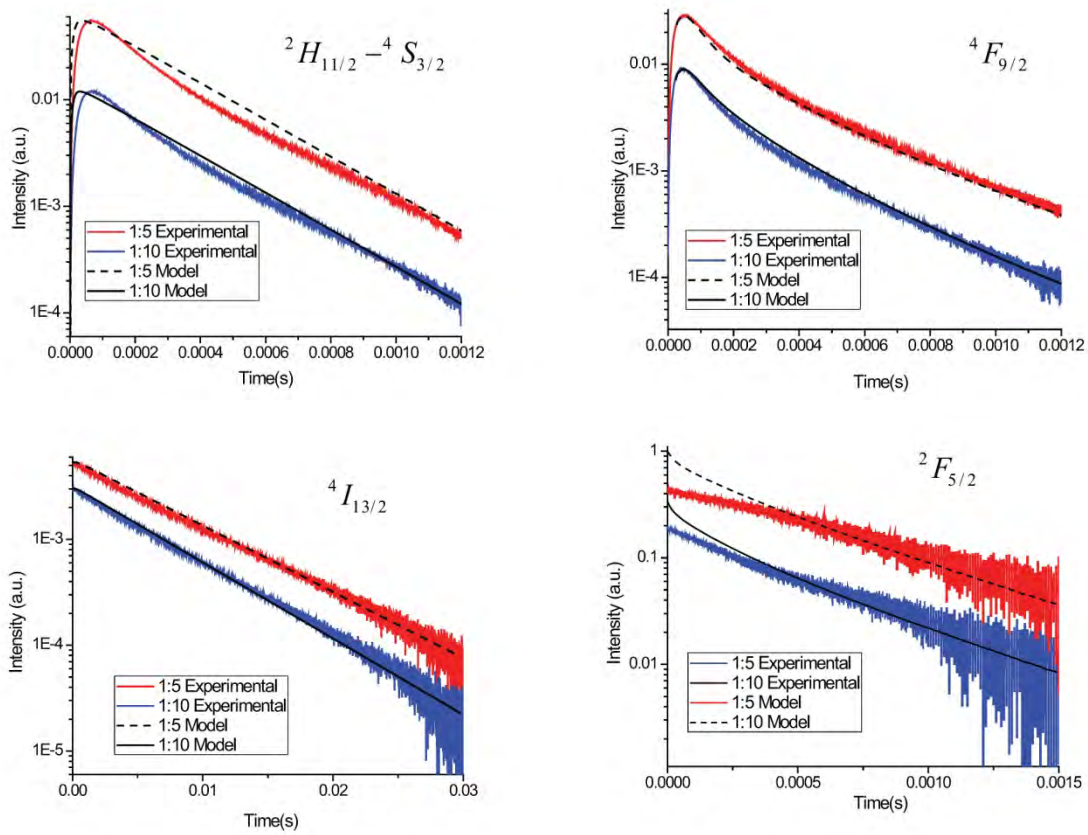 ²H₁₁/₂ –⁴S₃/₂
0.01
1E-3
1E-4
Intensity (a.u.)
1:5 Experimental
1:10 Experimental
1:5 Model
1:10 Model
0.0000 0.0002 0.0004 0.0006 0.0008 0.0010 0.0012
Time(s)
⁴F₉/₂
0.01
1E-3
1E-4
Intensity (a.u.)
1:5 Experimental
1:10 Experimental
1:5 Model
1:10 Model
0.0000 0.0002 0.0004 0.0006 0.0008 0.0010 0.0012
Time(s)
⁴I₁₃/₂
1E-3
1E-4
1E-5
Intensity (a.u.)
1:5 Experimental
1:10 Experimental
1:5 Model
1:10 Model
0.00 0.01 0.02 0.03
Time(s)
²F₅/₂
1
0.1
0.01
Intensity (a.u.)
1:5 Experimental
1:10 Experimental
1:5 Model
1:10 Model
0.0000 0.0005 0.0010 0.0015
Time(s)